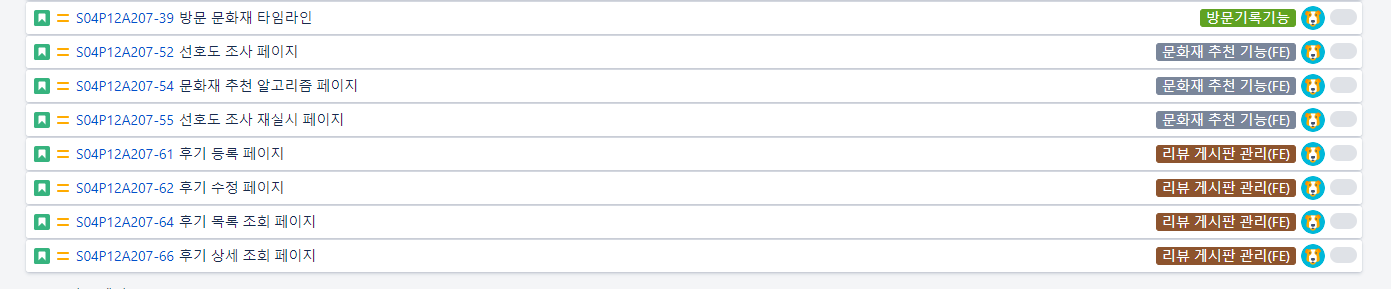 S04P12A207-39 방문 문화재 타임라인 방문기록기능
S04P12A207-52 선호도 조사 페이지 문화재 추천 기능(FE)
S04P12A207-54 문화재 추천 알고리즘 페이지 문화재 추천 기능(FE)
S04P12A207-55 선호도 조사 재실시 페이지 문화재 추천 기능(FE)
S04P12A207-61 후기 등록 페이지 리뷰 게시판 관리(FE)
S04P12A207-62 후기 수정 페이지 리뷰 게시판 관리(FE)
S04P12A207-64 후기 목록 조회 페이지 리뷰 게시판 관리(FE)
S04P12A207-66 후기 상세 조회 페이지 리뷰 게시판 관리(FE)